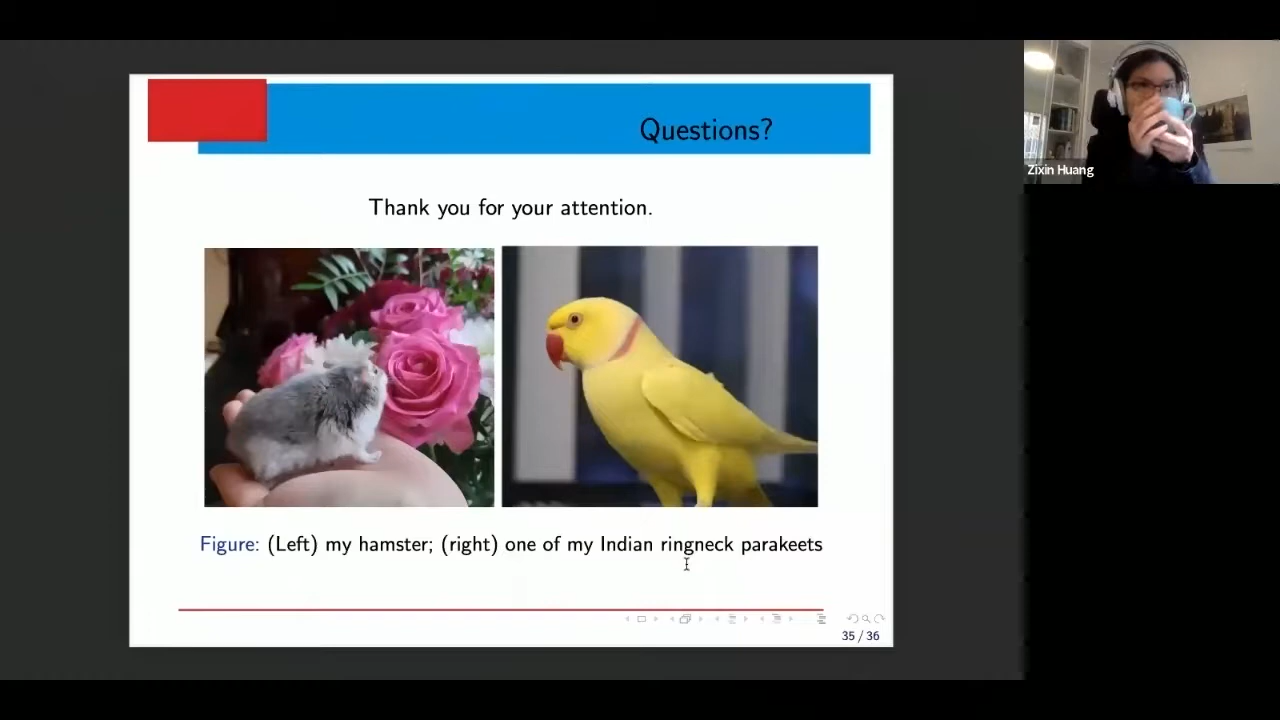 Questions?
Thank you for your attention.
Figure: (Left) my hamster; (right) one of my Indian ringneck parakeets
35 / 36
Zixin Huang